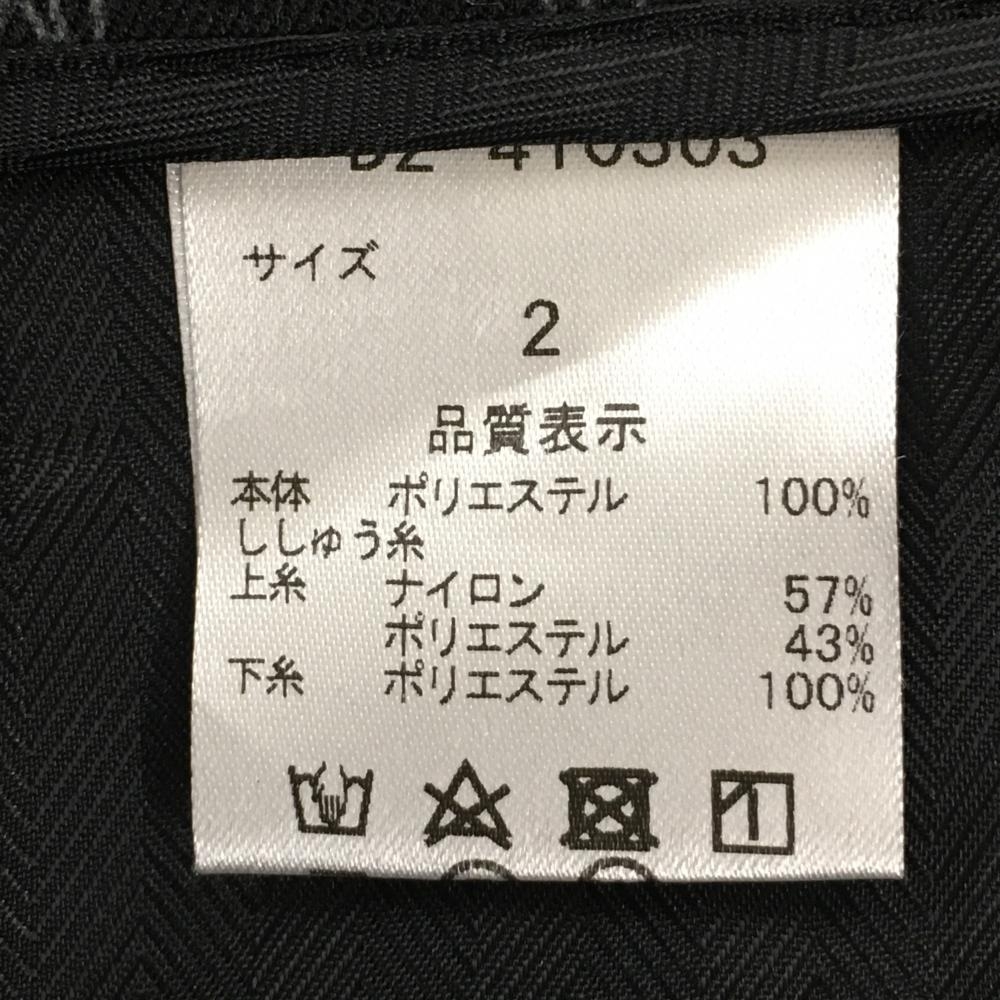 サイズ
2
品質表示
本体 ポリエステル 100%
ししゅう糸
上糸 ナイロン 57%
ポリエステル 43%
下糸 ポリエステル 100%